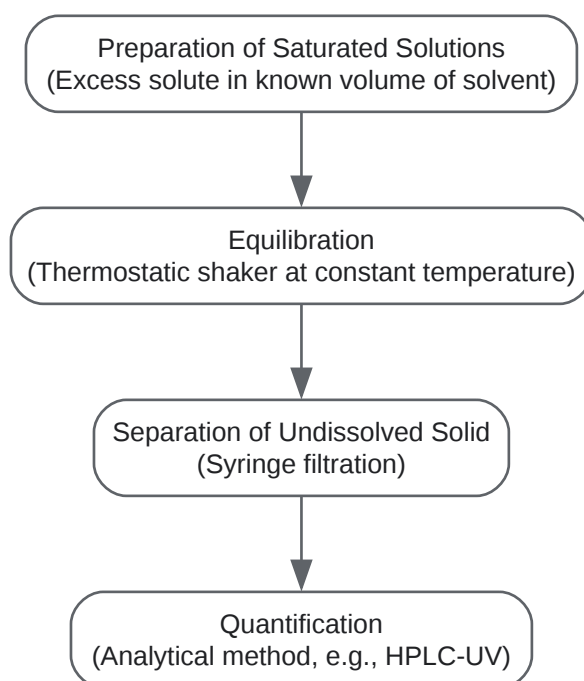 Preparation of Saturated Solutions
(Excess solute in known volume of solvent)
Equilibration
(Thermostatic shaker at constant temperature)
Separation of Undissolved Solid
(Syringe filtration)
Quantification
(Analytical method, e.g., HPLC-UV)